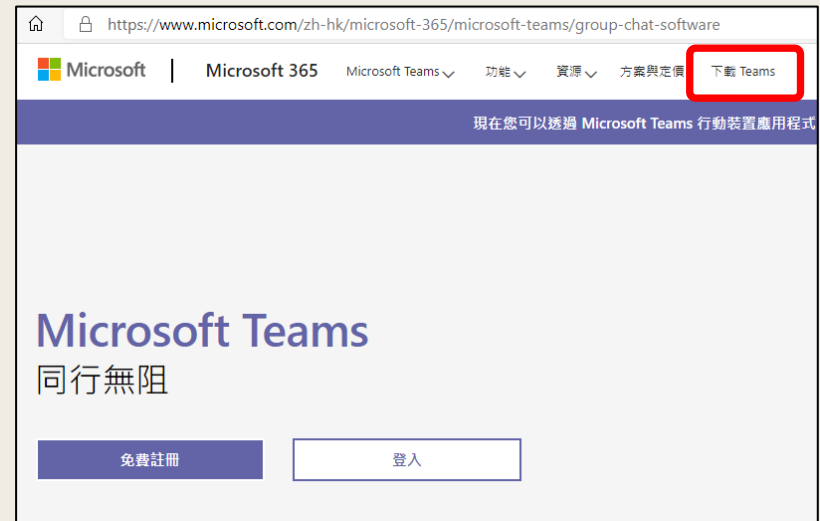 https://www.microsoft.com/zh-hk/microsoft-365/microsoft-teams/group-chat-software
Microsoft | Microsoft 365 Microsoft Teams 功能 資源 方案與定價 下載 Teams
現在您可以透過 Microsoft Teams 行動裝置應用程式
Microsoft Teams
同行無阻
免費註冊 登入